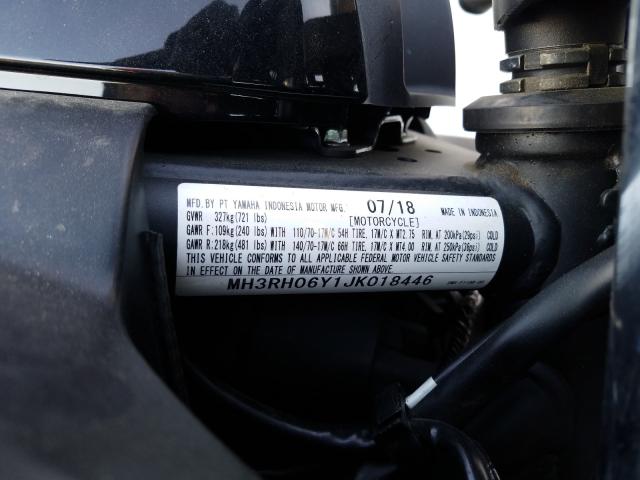 MFD. BY PT YAMAHA INDONESIA MOTOR MFG. 07/18 MADE IN INDONESIA
GVWR 327kg(721 lbs) [MOTORCYCLE]
GAWR F:109kg(240 lbs)WITH 110/70-17M/C 54H TIRE, 17M/C X MT2.75 RIM, AT 200kPa(29psi) COLD
GAWR R:218kg(481 lbs)WITH 140/70-17M/C 66H TIRE, 17M/C X MT4.00 RIM, AT 250kPa(36psi) COLD
THIS VEHICLE CONFORMS TO ALL APPLICABLE FEDERAL MOTOR VEHICLE SAFETY STANDARDS
IN EFFECT ON THE DATE OF MANUFACTURE SHOWN ABOVE.
MH3RH06Y1JK018446